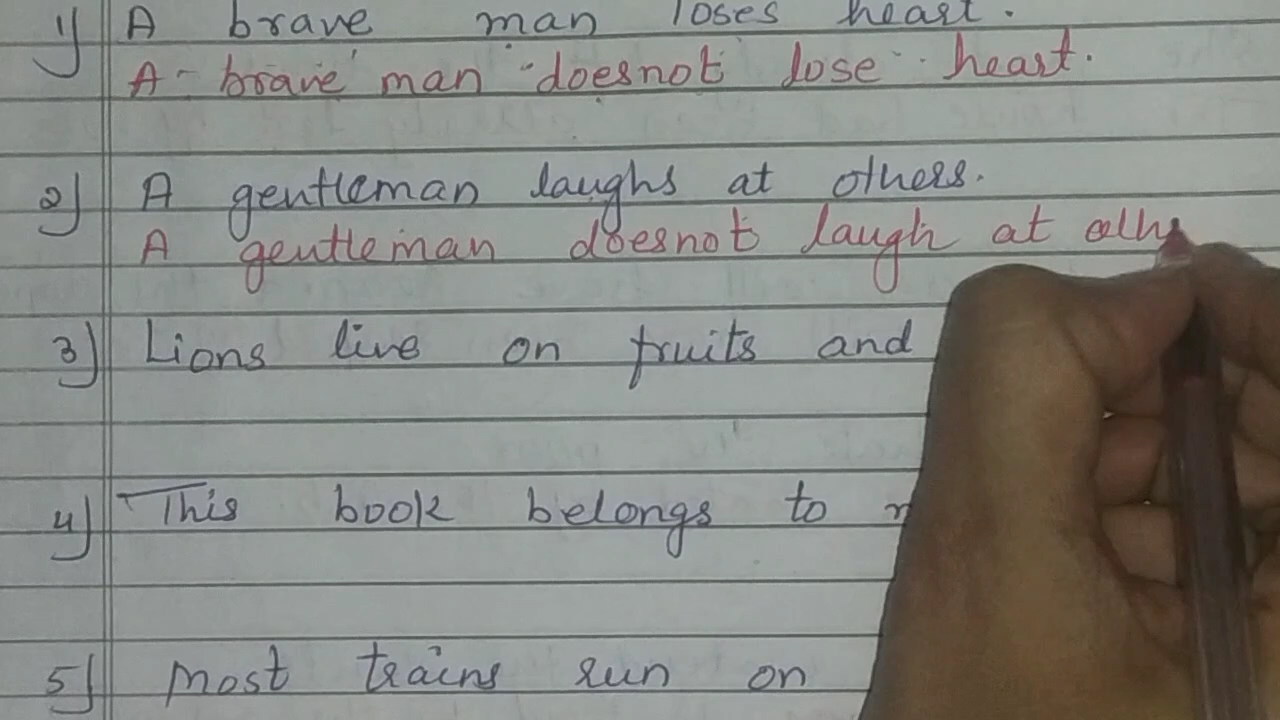 1) A brave man loses heart.
A brave man doesnot lose heart.
2) A gentleman laughs at others.
A gentleman doesnot laugh at oth
3) Lions live on fruits and
4) This book belongs to
5) Most trains run on